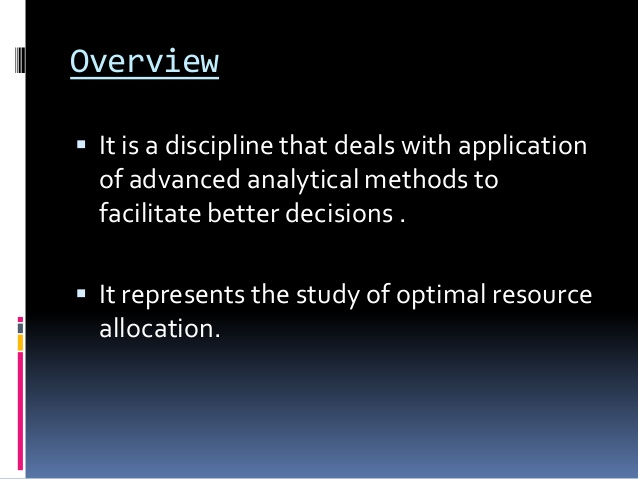 Overview
▪ It is a discipline that deals with application
of advanced analytical methods to
facilitate better decisions .
▪ It represents the study of optimal resource
allocation.